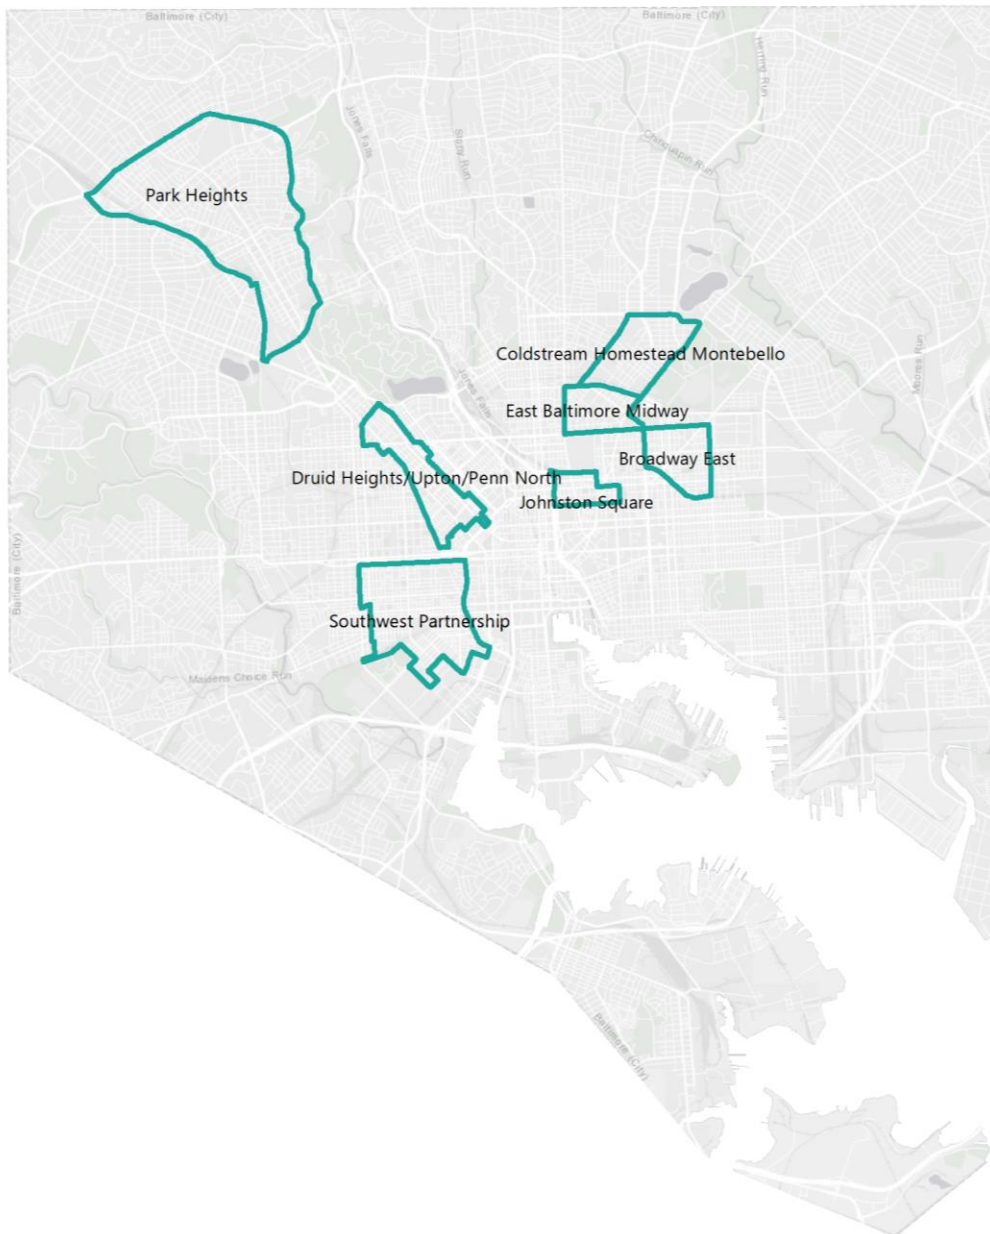 Baltimore (City)
Baltimore (City)
Herring Run
Jones Falls
Stony Run
Chinquapin Run
Park Heights
Coldstream Homestead Montebello
Moores Run
Jones Falls
East Baltimore Midway
Broadway East
Druid Heights/Upton/Penn North
Johnston Square
Baltimore (City)
Southwest Partnership
Maidens Choice Run
Baltimore (City)